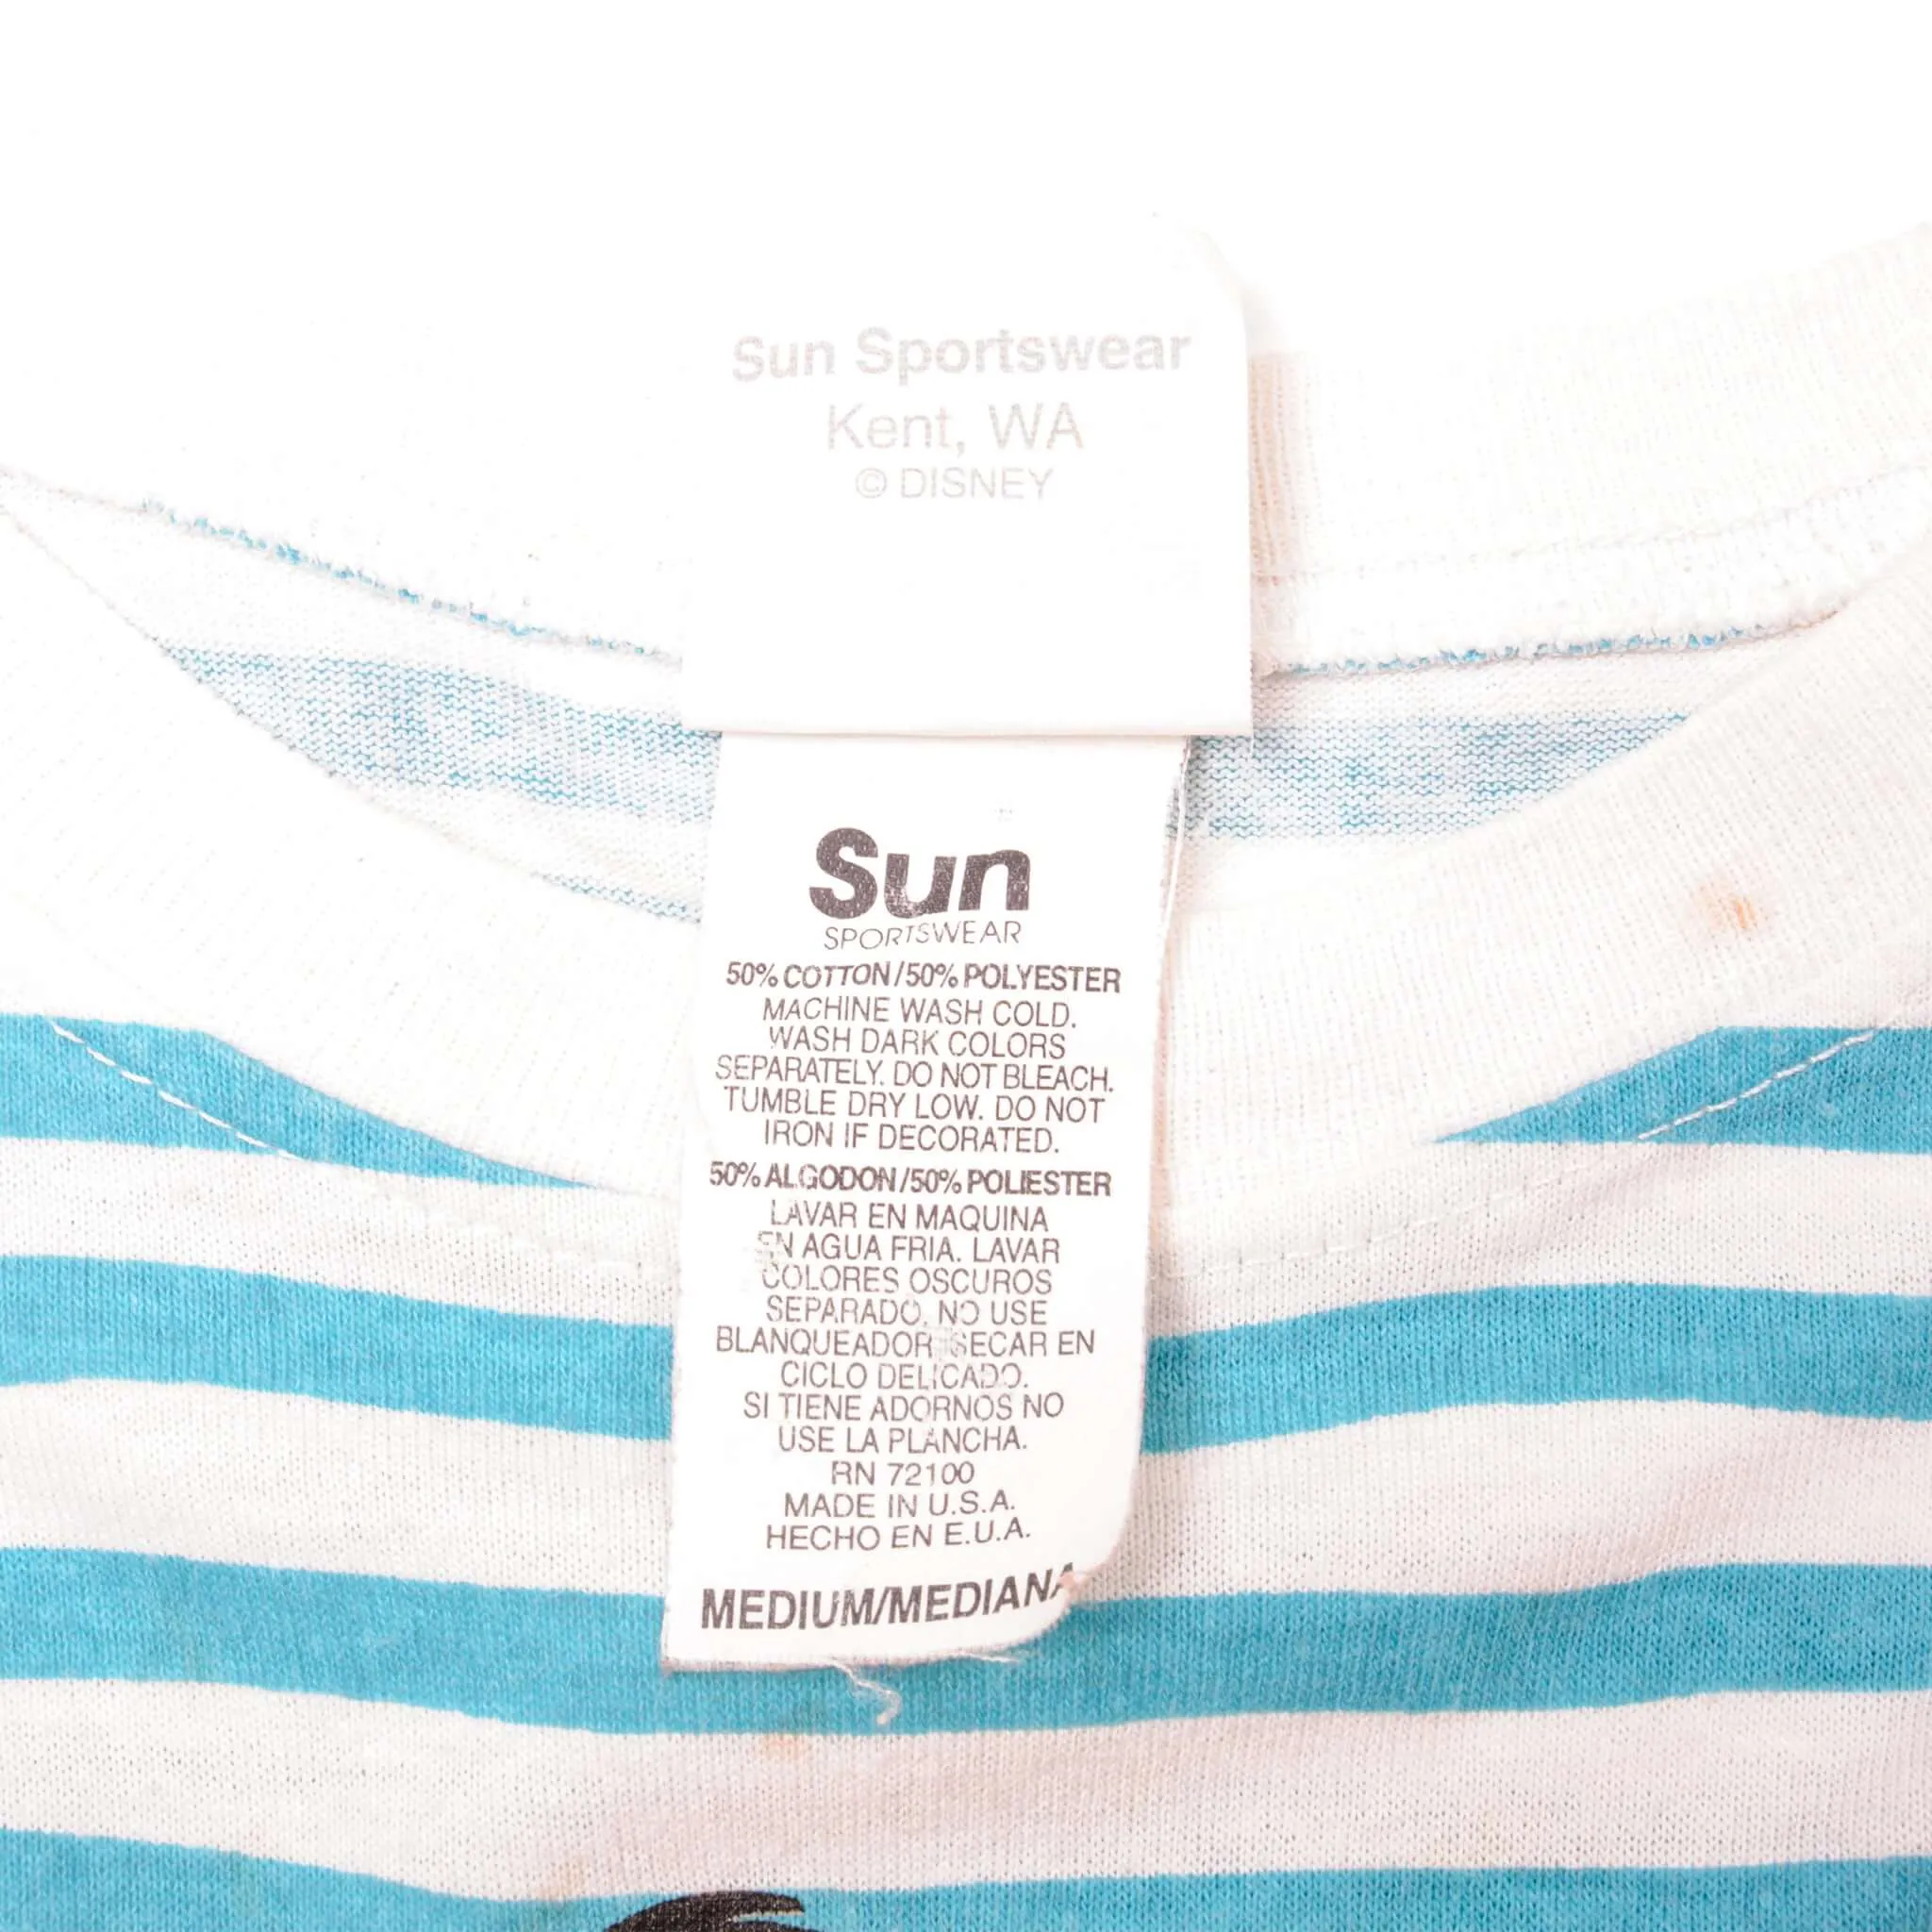 Sun Sportswear
Kent, WA
© DISNEY
Sun
SPORTSWEAR
50% COTTON/50% POLYESTER
MACHINE WASH COLD.
WASH DARK COLORS
SEPARATELY. DO NOT BLEACH.
TUMBLE DRY LOW. DO NOT
IRON IF DECORATED.
50% ALGODON/50% POLIESTER
LAVAR EN MAQUINA
EN AGUA FRIA. LAVAR
COLORES OSCUROS
SEPARADO. NO USE
BLANQUEADOR. SECAR EN
CICLO DELICADO.
SI TIENE ADORNOS NO
USE LA PLANCHA.
RN 72100
MADE IN U.S.A.
HECHO EN E.U.A.
MEDIUM/MEDIANA